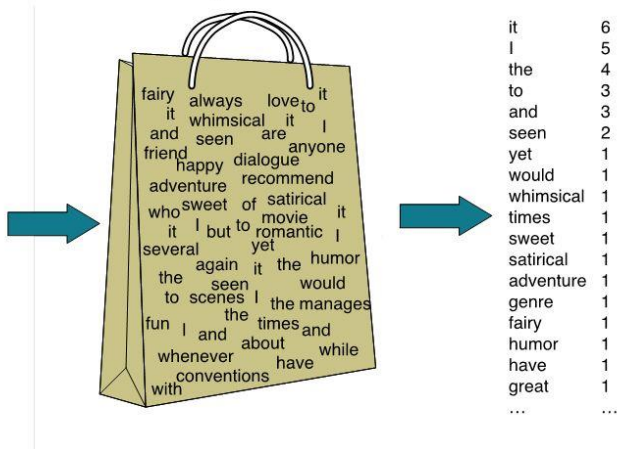 fairy always love to it
it whimsical it I
and seen are anyone
friend happy dialogue
adventure recommend
who sweet of satirical it
it I but to movie romantic I
several yet
again it the humor
the seen would
to scenes I the manages
the times and
fun I and about while
whenever have
conventions
with
it 6
I 5
the 4
to 3
and 3
seen 2
yet 1
would 1
whimsical 1
times 1
sweet 1
satirical 1
adventure 1
genre 1
fairy 1
humor 1
have 1
great 1
... ...